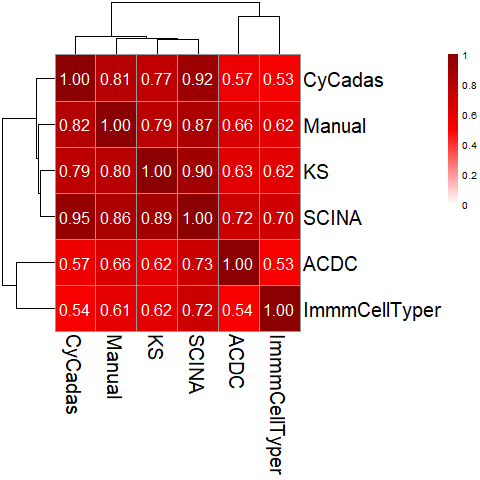 1.00 0.81 0.77 0.92 0.57 0.53 CyCadas
0.82 1.00 0.79 0.87 0.66 0.62 Manual
0.79 0.80 1.00 0.90 0.63 0.62 KS
0.95 0.86 0.89 1.00 0.72 0.70 SCINA
0.57 0.66 0.62 0.73 1.00 0.53 ACDC
0.54 0.61 0.62 0.72 0.54 1.00 ImmmCellTyper
CyCadas
Manual
KS
SCINA
ACDC
ImmmCellTyper
1
0.8
0.6
0.4
0.2
0